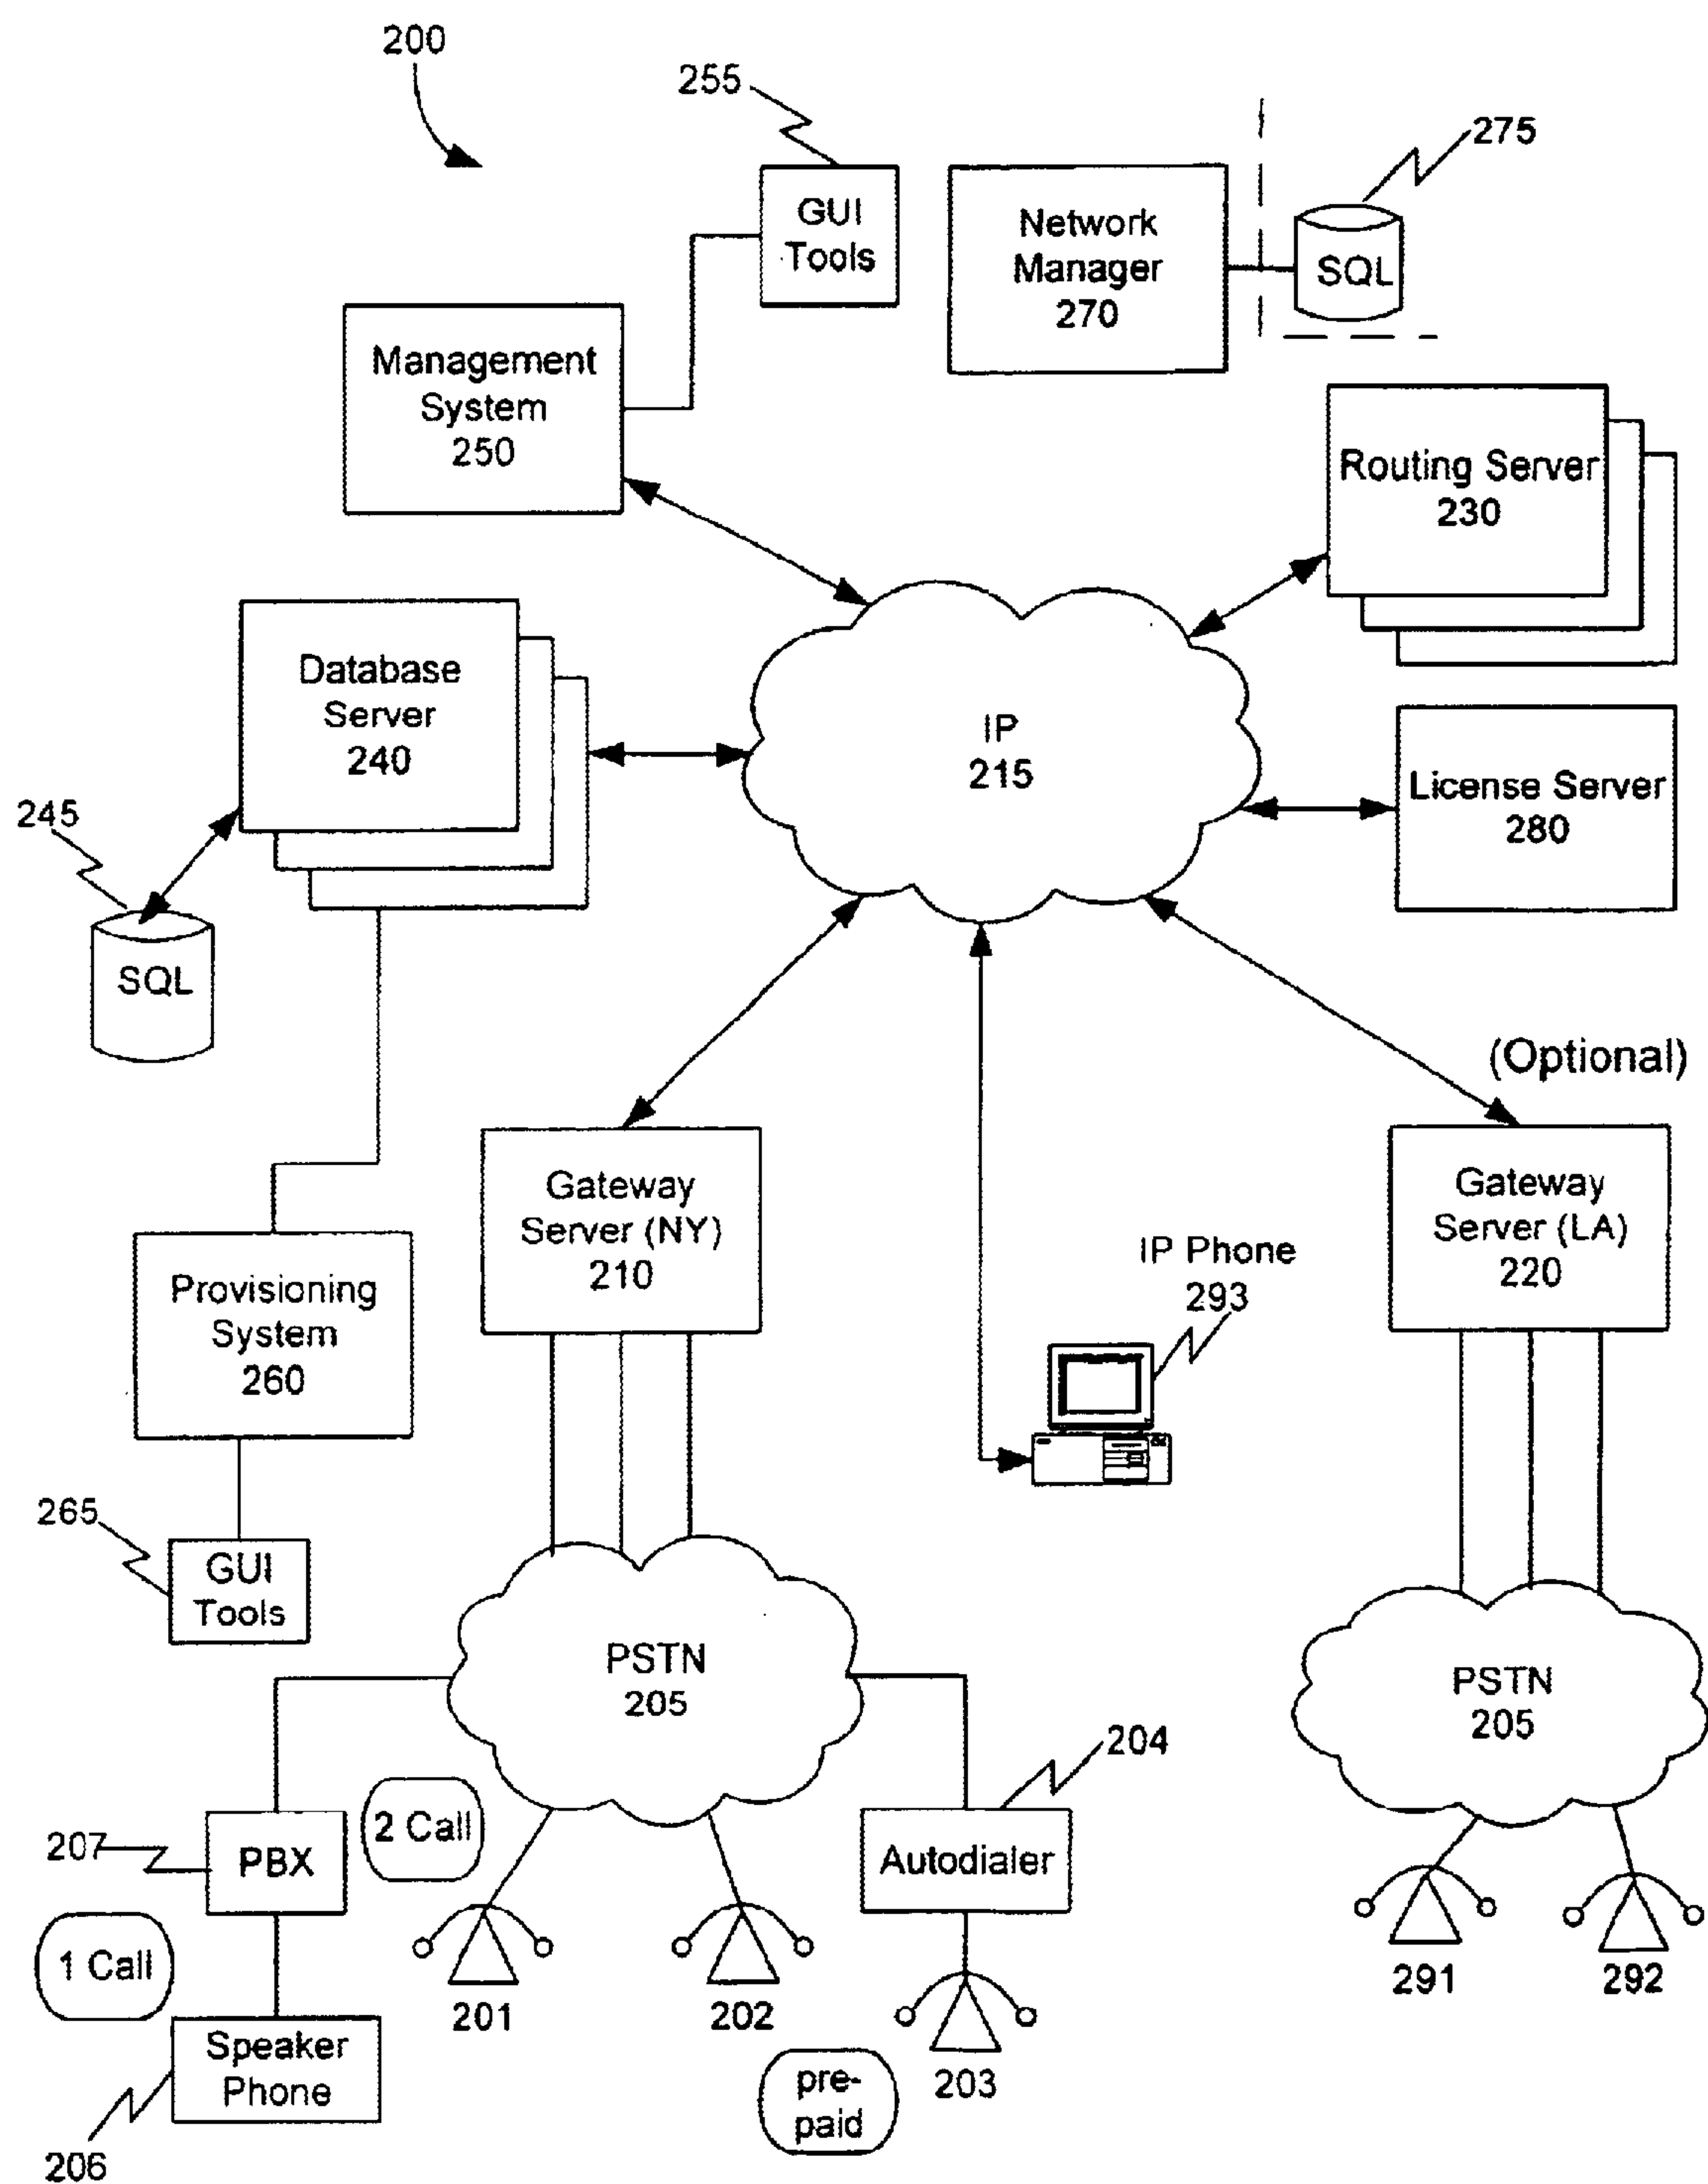 200
255
275
GUI
Tools
Network
Manager
270
SQL
Management
System
250
Routing Server
230
Database
Server
240
IP
215
License Server
280
245
SQL
(Optional)
Gateway
Server (NY)
210
Gateway
Server (LA)
220
IP Phone
293
Provisioning
System
260
265
GUI
Tools
PSTN
205
PSTN
205
204
207
PBX
2 Call
Autodialer
1 Call
201
202
291
292
Speaker
Phone
203
pre-
paid
206